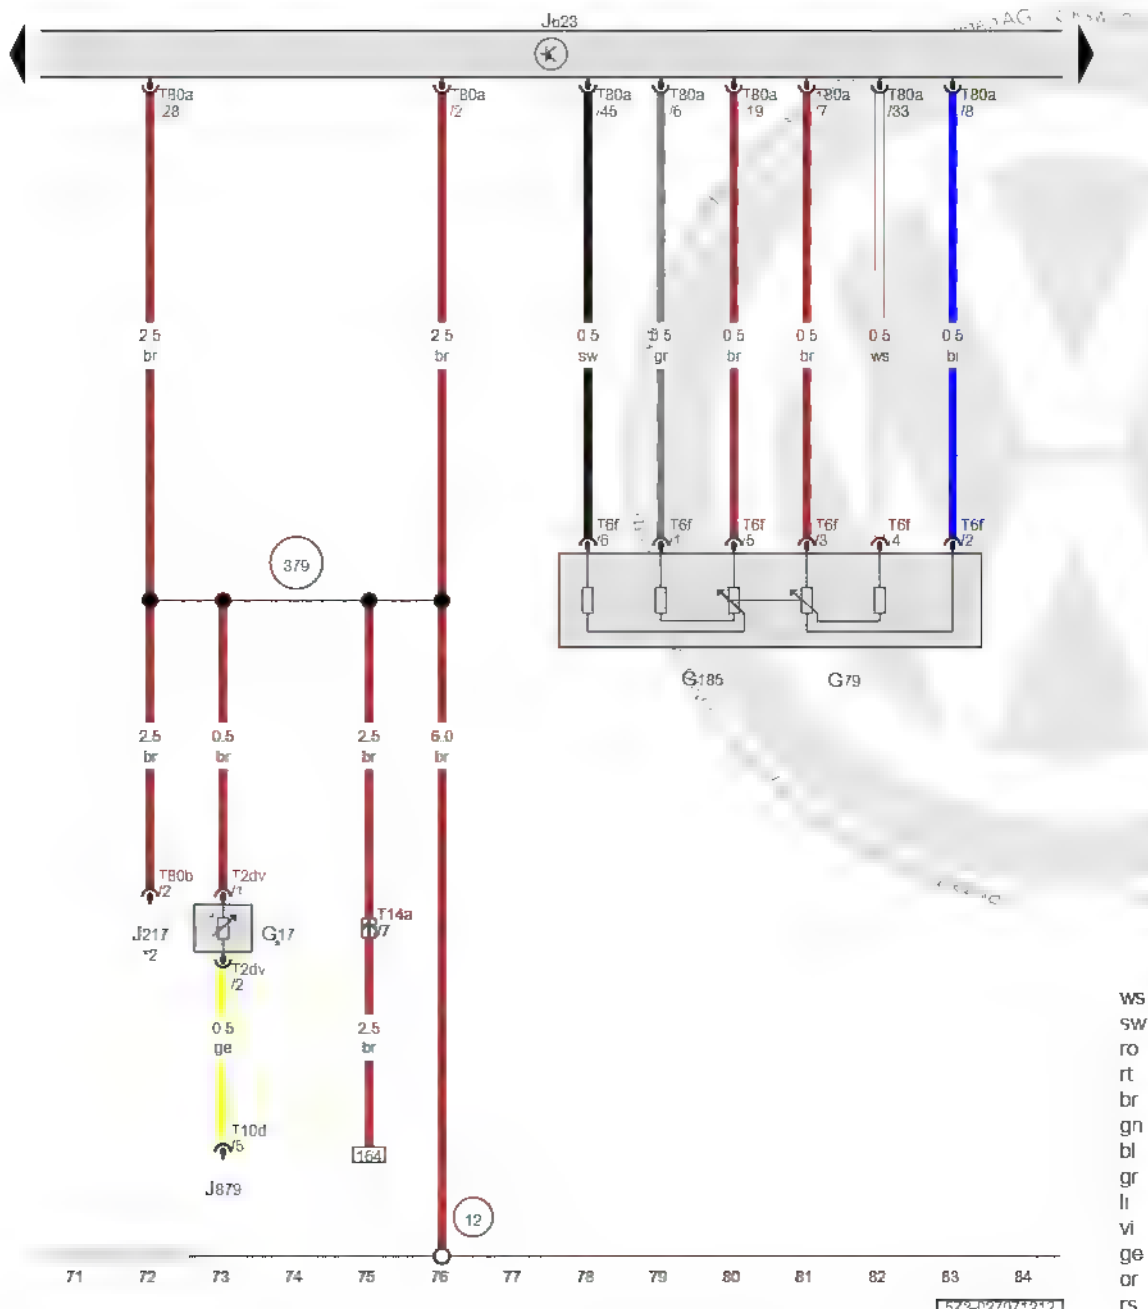 J623
K
T80a T80a T80a T80a T80a T80a T80a T80a
28 /2 /45 /6 19 7 /33 /8
2.5 2.5 0.5 0.5 0.5 0.5 0.5
br br sw gr br br ws
T6f T6f T6f T6f T6f T6f
/6 /1 /5 /3 4 /2
379
G185 G79
2.5 0.5 2.5 6.0
br br br br
T80b T2dv
/2 /1
T14a
/7
J217 G17
*2
T2dv
/2
0.5 2.5
ge br
T10d
/5
164
J879
12
71 72 73 74 75 76 77 78 79 80 81 82 83 84
ws
sw
ro
rt
br
gn
bl
gr
li
vi
ge
or
rs